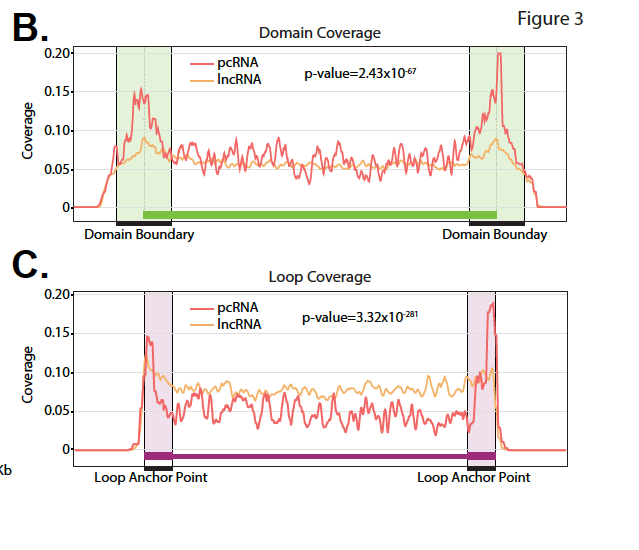 Figure 3
B.
Domain Coverage
0.20
0.15
0.10
0.05
0
Coverage
pcRNA
lncRNA
p-value=2.43x10-67
Domain Boundary
Domain Bounday
C.
Loop Coverage
0.20
0.15
0.10
0.05
0
Coverage
pcRNA
lncRNA
p-value=3.32x10-281
Kb
Loop Anchor Point
Loop Anchor Point